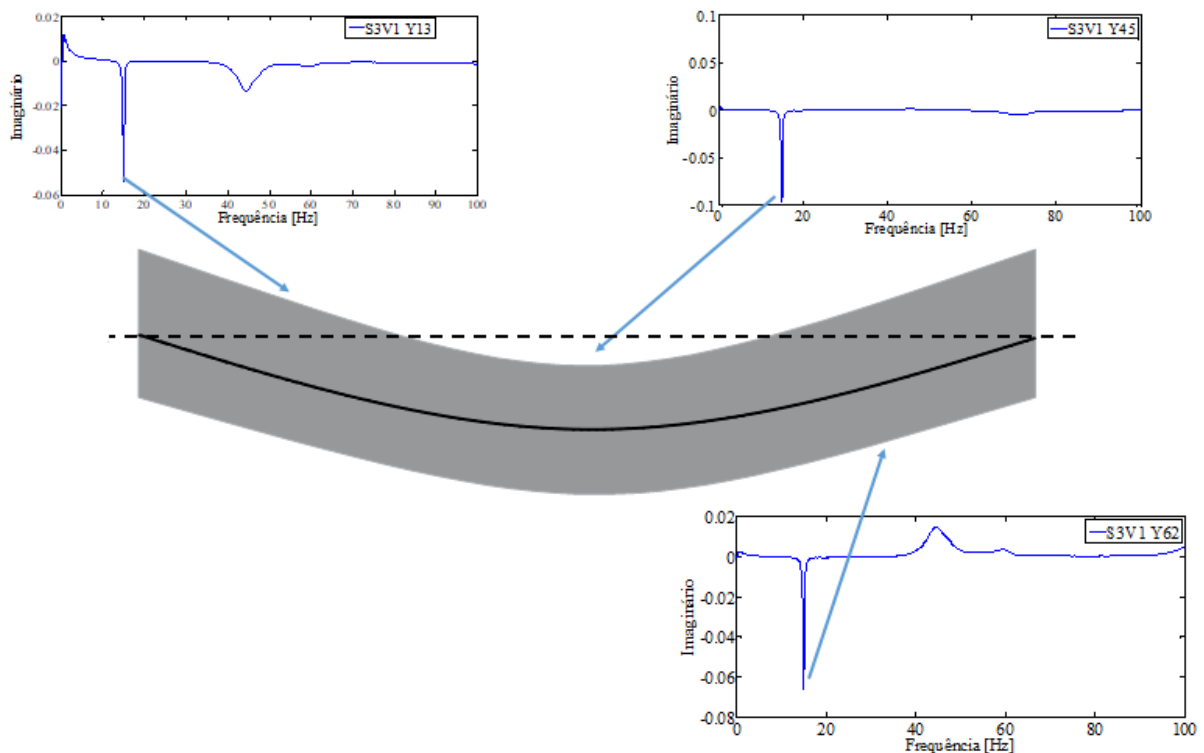 0.02
0
-0.02
-0.04
-0.06
0 10 20 30 40 50 60 70 80 90 100
Imaginário
Frequência [Hz]
S3V1 Y13
0.1
0.05
0
-0.05
-0.1
0 20 40 60 80 100
Imaginário
Frequência [Hz]
S3V1 Y45
0.02
0
-0.02
-0.04
-0.06
-0.08
0 20 40 60 80 100
Imaginário
Frequência [Hz]
S3V1 Y62